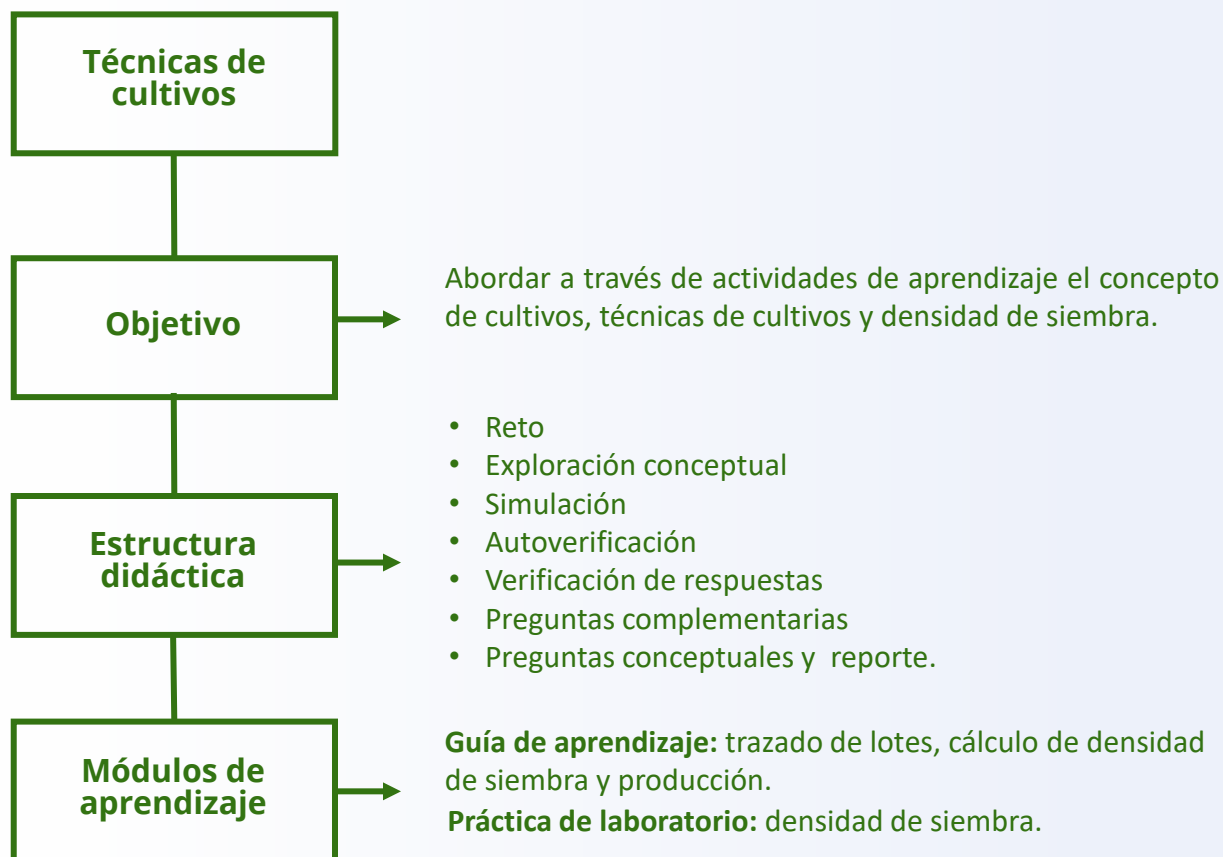 Técnicas de
cultivos
Objetivo
Abordar a través de actividades de aprendizaje el concepto
de cultivos, técnicas de cultivos y densidad de siembra.
Estructura
didáctica
• Reto
• Exploración conceptual
• Simulación
• Autoverificación
• Verificación de respuestas
• Preguntas complementarias
• Preguntas conceptuales y reporte.
Módulos de
aprendizaje
Guía de aprendizaje: trazado de lotes, cálculo de densidad
de siembra y producción.
Práctica de laboratorio: densidad de siembra.